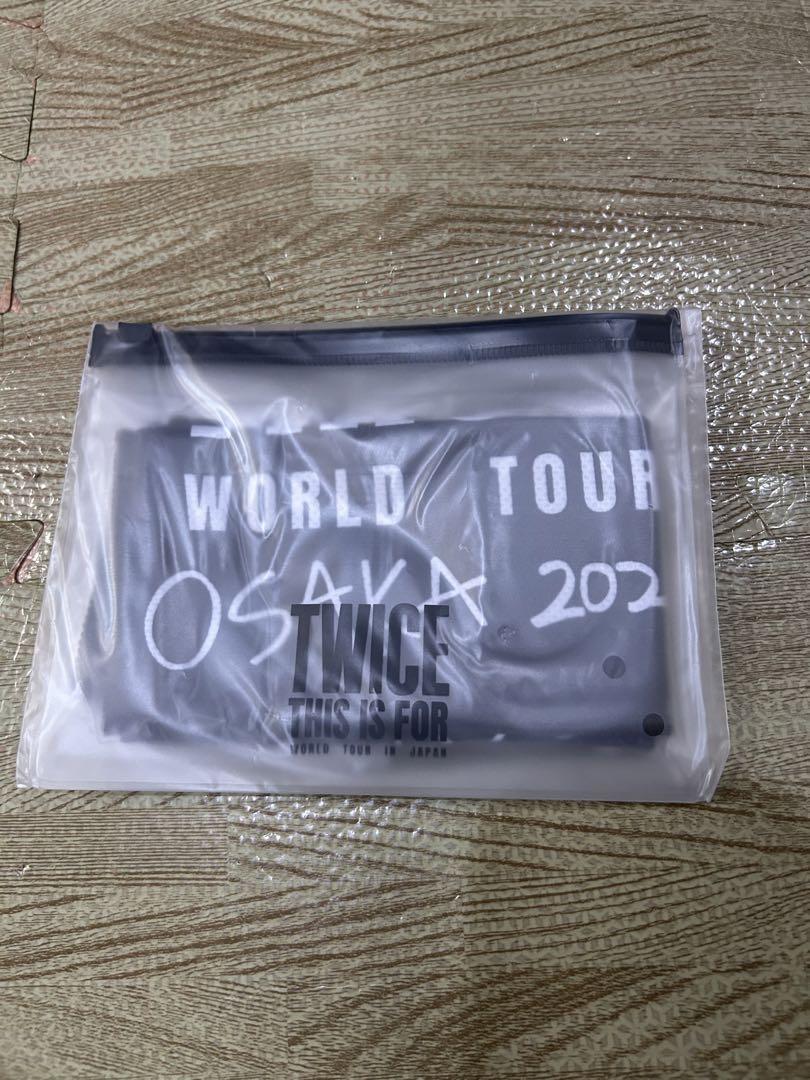 WORLD TOUR
OSAKA 202
TWICE
THIS IS FOR
WORLD TOUR IN JAPAN